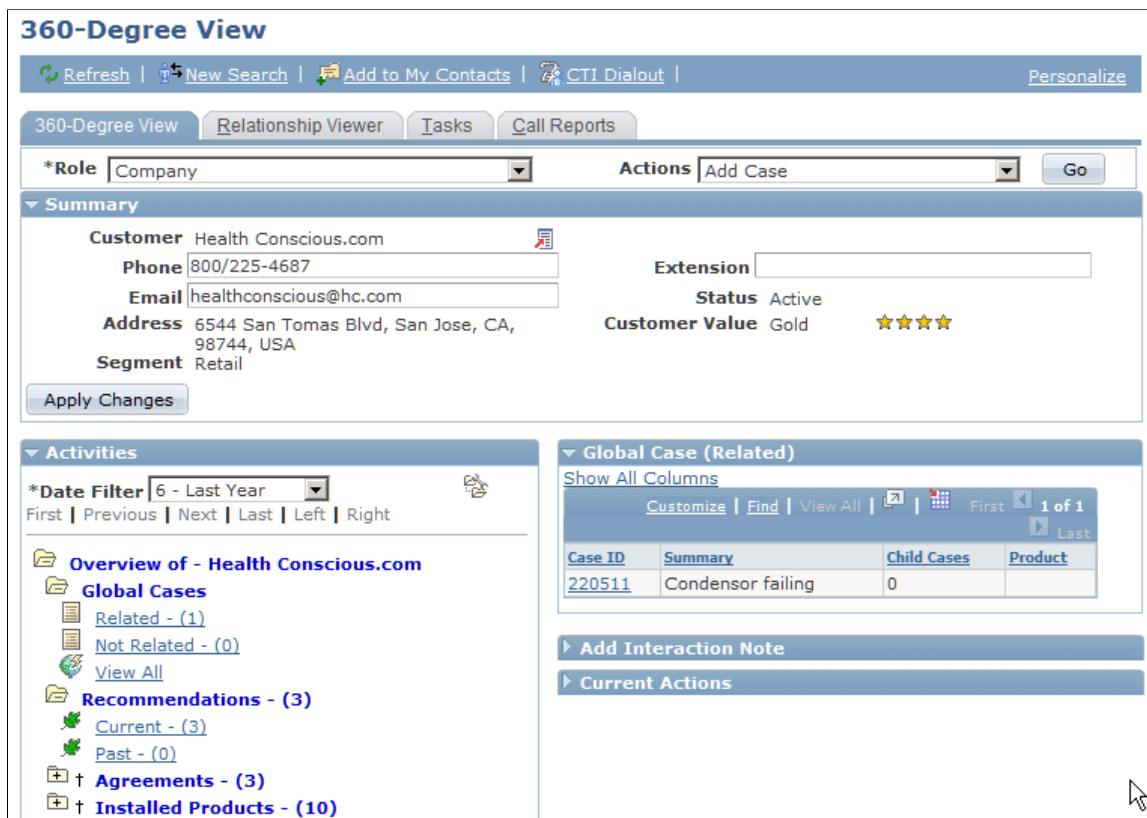 360-Degree View
Refresh | New Search | Add to My Contacts | CTI Dialout | Personalize
360-Degree View Relationship Viewer Tasks Call Reports
*Role Company Actions Add Case Go
Summary
Customer Health Conscious.com
Phone 800/225-4687 Extension
Email healthconscious@hc.com Status Active
Address 6544 San Tomas Blvd, San Jose, CA, Customer Value Gold
98744, USA
Segment Retail
Apply Changes
Activities
*Date Filter 6 - Last Year
First | Previous | Next | Last | Left | Right
Overview of - Health Conscious.com
Global Cases
Related - (1)
Not Related - (0)
View All
Recommendations - (3)
Current - (3)
Past - (0)
† Agreements - (3)
† Installed Products - (10)
Global Case (Related)
Show All Columns
Customize | Find | View All | | First 1 of 1
Last
Case ID Summary Child Cases Product
220511 Condensor failing 0
Add Interaction Note
Current Actions